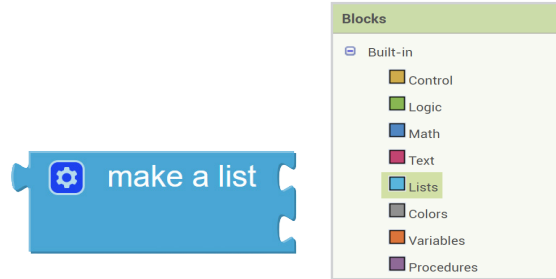 make a list
Blocks
Built-in
Control
Logic
Math
Text
Lists
Colors
Variables
Procedures